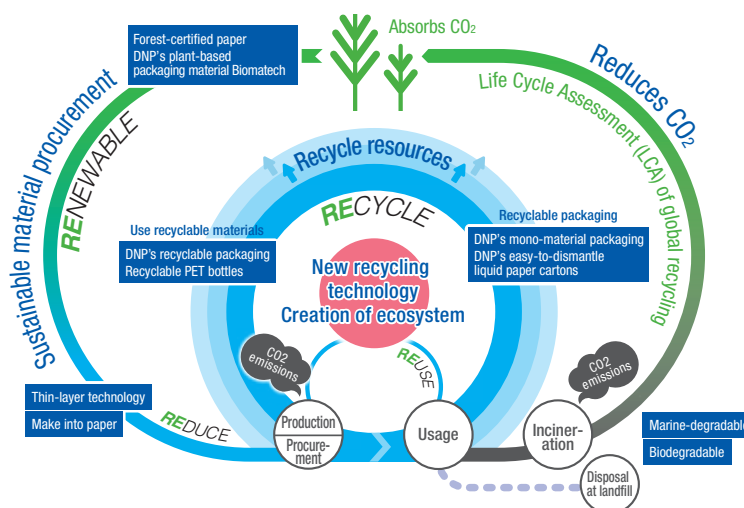 Forest-certified paper
DNP's plant-based
packaging material Biomatech
Absorbs CO₂
Reduces CO₂
Life Cycle Assessment (LCA) of global recycling
Sustainable material procurement
RENEWABLE
Recycle resources
RECYCLE
Use recyclable materials
DNP's recyclable packaging
Recyclable PET bottles
Recyclable packaging
DNP's mono-material packaging
DNP's easy-to-dismantle
liquid paper cartons
New recycling
technology
Creation of ecosystem
CO2
emissions
REUSE
CO2
emissions
Thin-layer technology
Make into paper
REDUCE
Production
Procure-
ment
Usage
Inciner-
ation
Marine-degradable
Biodegradable
Disposal
at landfill